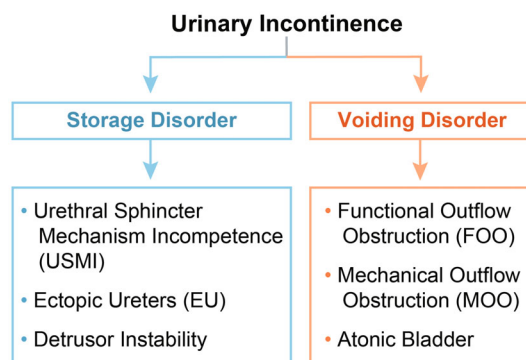 Urinary Incontinence
Storage Disorder
Voiding Disorder
• Urethral Sphincter
Mechanism Incompetence
(USMI)
• Ectopic Ureters (EU)
• Detrusor Instability
• Functional Outflow
Obstruction (FOO)
• Mechanical Outflow
Obstruction (MOO)
• Atonic Bladder